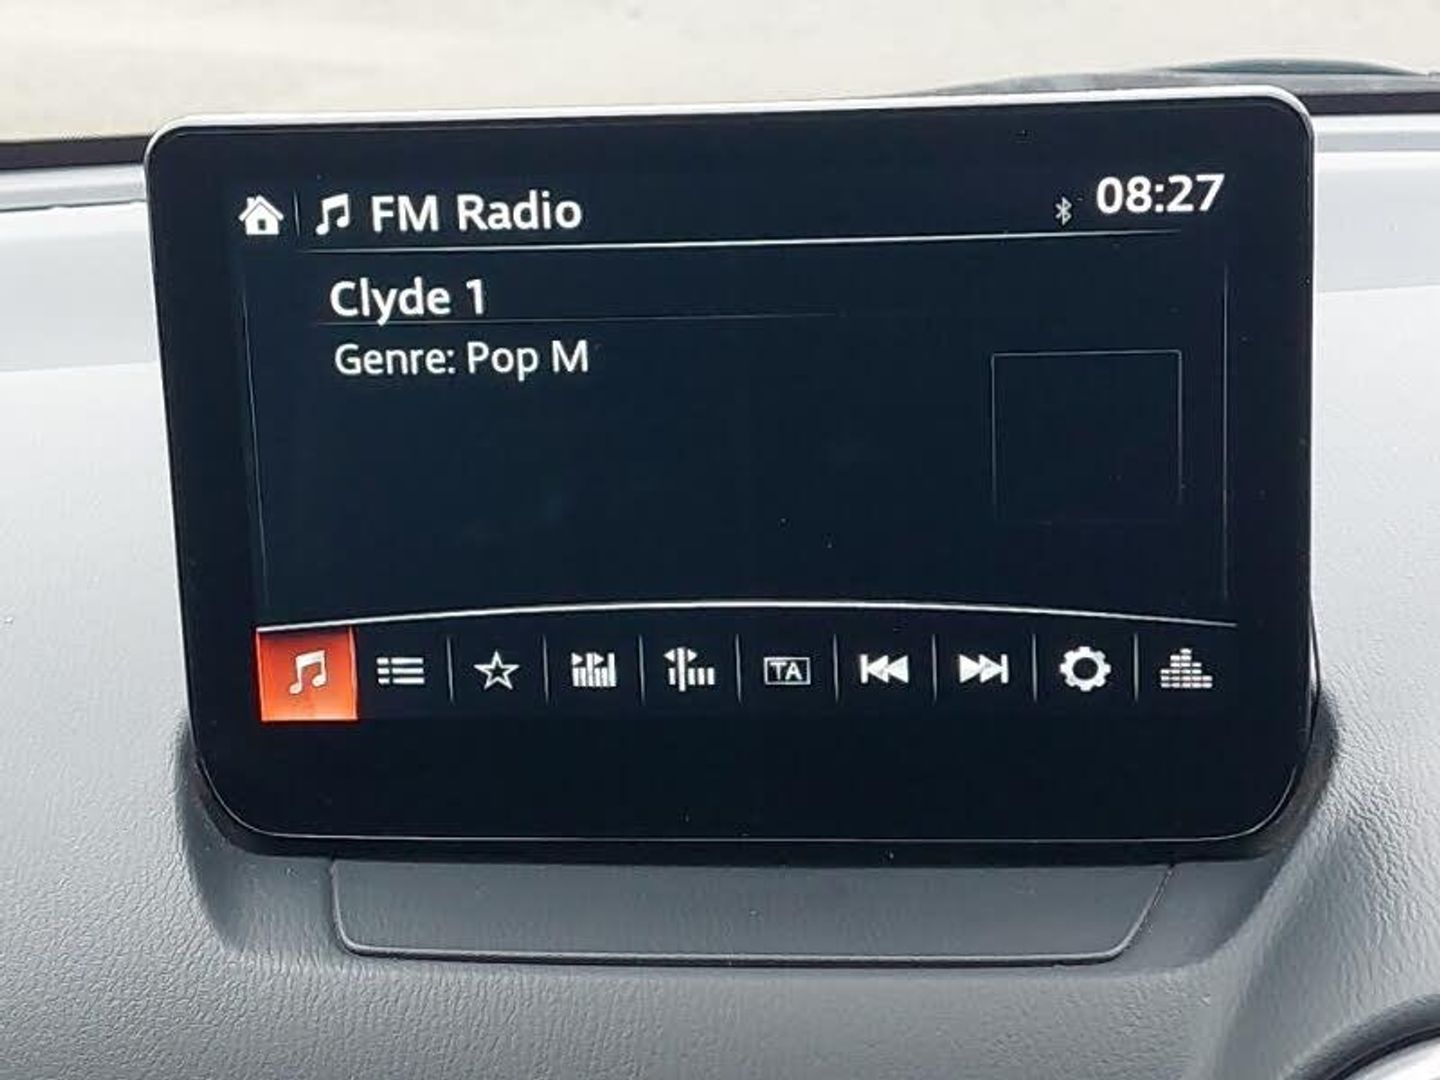 FM Radio 08:27
Clyde 1
Genre: Pop M
TA